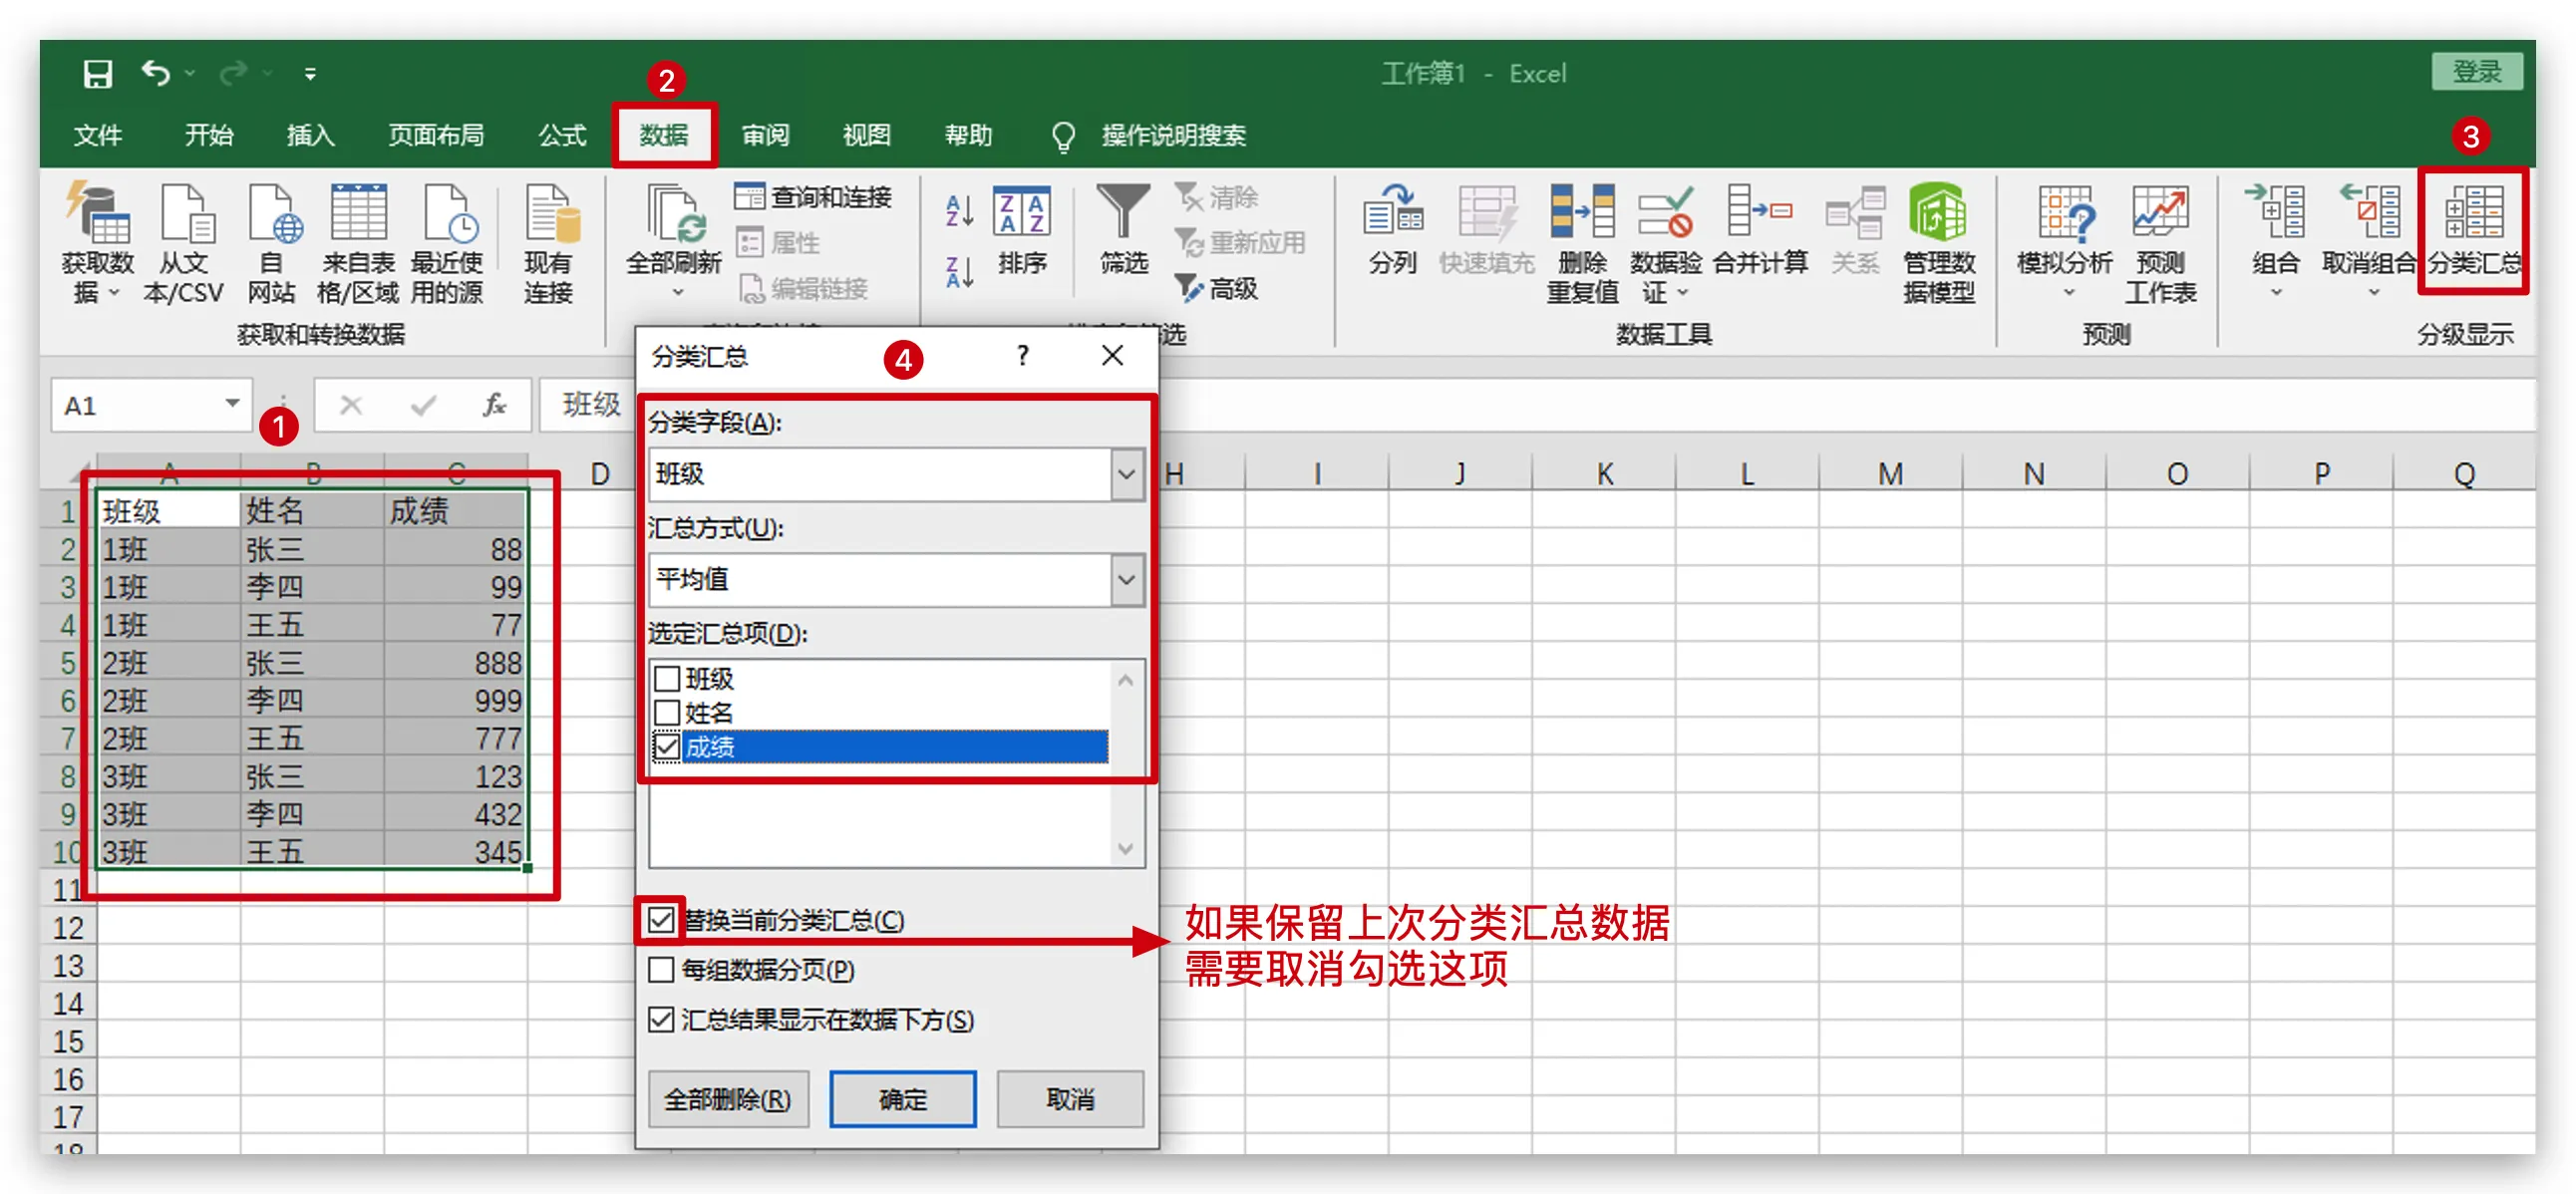 工作簿1 - Excel
登录
2
3
文件 开始 插入 页面布局 公式 数据 审阅 视图 帮助 操作说明搜索
获取数据
从文本/CSV
自网站
来自表格/区域
最近使用的源
现有连接
获取和转换数据
全部刷新
查询和连接
属性
编辑链接
排序
筛选
清除
重新应用
高级
分列
快速填充
删除重复值
数据验证
合并计算
关系
管理数据模型
数据工具
模拟分析
预测工作表
预测
组合
取消组合
分类汇总
分级显示
A1
1
fx
班级
A B C D H I J K L M N O P Q
1 班级 姓名 成绩
2 1班 张三 88
3 1班 李四 99
4 1班 王五 77
5 2班 张三 888
6 2班 李四 999
7 2班 王五 777
8 3班 张三 123
9 3班 李四 432
10 3班 王五 345
11
12
13
14
15
16
17
18
分类汇总
4
?
分类字段(A):
班级
汇总方式(U):
平均值
选定汇总项(D):
班级
姓名
成绩
替换当前分类汇总(C)
每组数据分页(P)
汇总结果显示在数据下方(S)
全部删除(R)
确定
取消
如果保留上次分类汇总数据
需要取消勾选这项